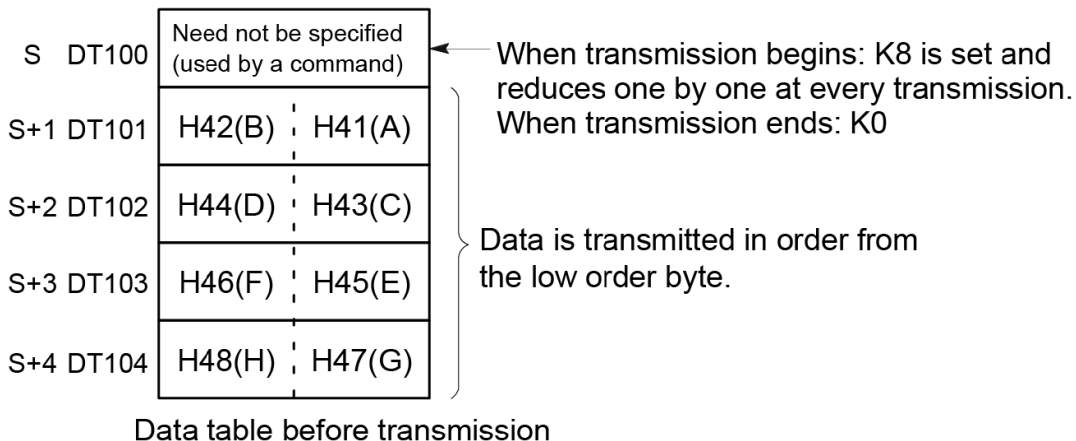 S DT100 Need not be specified
(used by a command)
When transmission begins: K8 is set and
reduces one by one at every transmission.
When transmission ends: K0
S+1 DT101 H42(B) H41(A)
S+2 DT102 H44(D) H43(C)
S+3 DT103 H46(F) H45(E)
S+4 DT104 H48(H) H47(G)
Data is transmitted in order from
the low order byte.
Data table before transmission